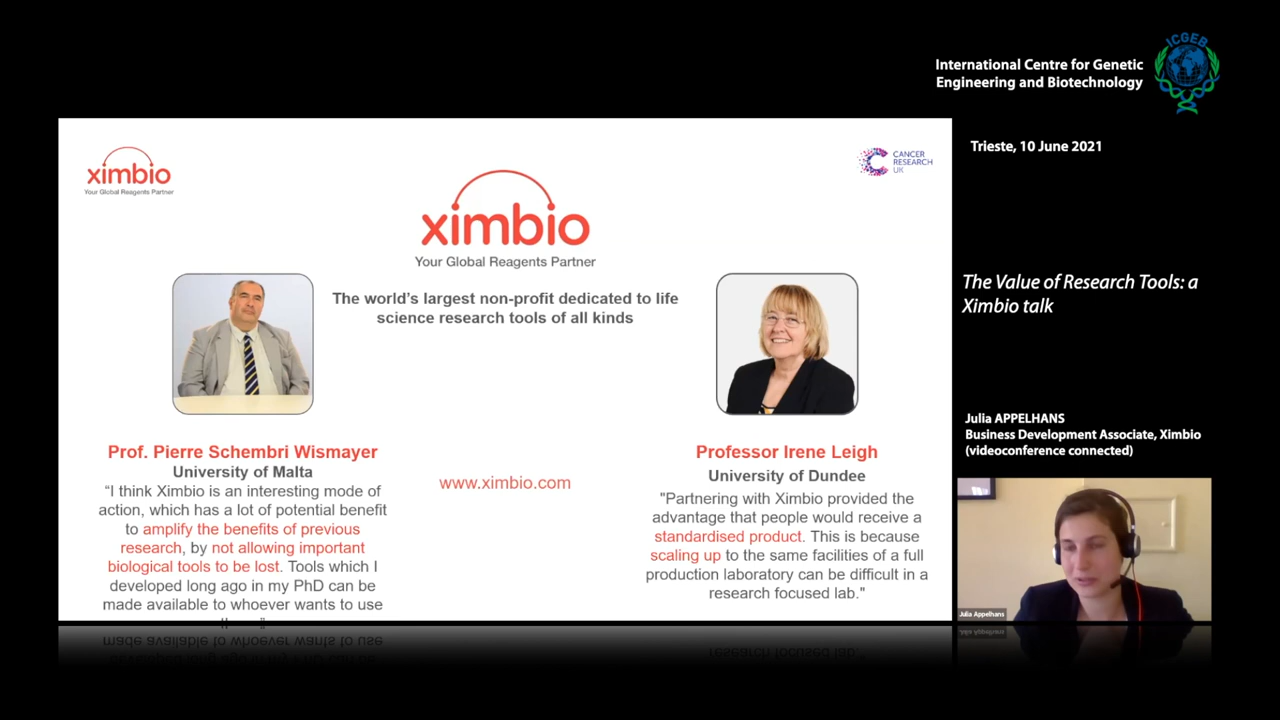 ICGEB
International Centre for Genetic
Engineering and Biotechnology
Trieste, 10 June 2021
ximbio
Your Global Reagents Partner
CANCER
RESEARCH
UK
ximbio
Your Global Reagents Partner
The world's largest non-profit dedicated to life
science research tools of all kinds
Prof. Pierre Schembri Wismayer
University of Malta
“I think Ximbio is an interesting mode of
action, which has a lot of potential benefit
to amplify the benefits of previous
research, by not allowing important
biological tools to be lost. Tools which I
developed long ago in my PhD can be
made available to whoever wants to use
www.ximbio.com
Professor Irene Leigh
University of Dundee
"Partnering with Ximbio provided the
advantage that people would receive a
standardised product. This is because
scaling up to the same facilities of a full
production laboratory can be difficult in a
research focused lab."
The Value of Research Tools: a
Ximbio talk
Julia APPELHANS
Business Development Associate, Ximbio
(videoconference connected)
Julia Appelhans